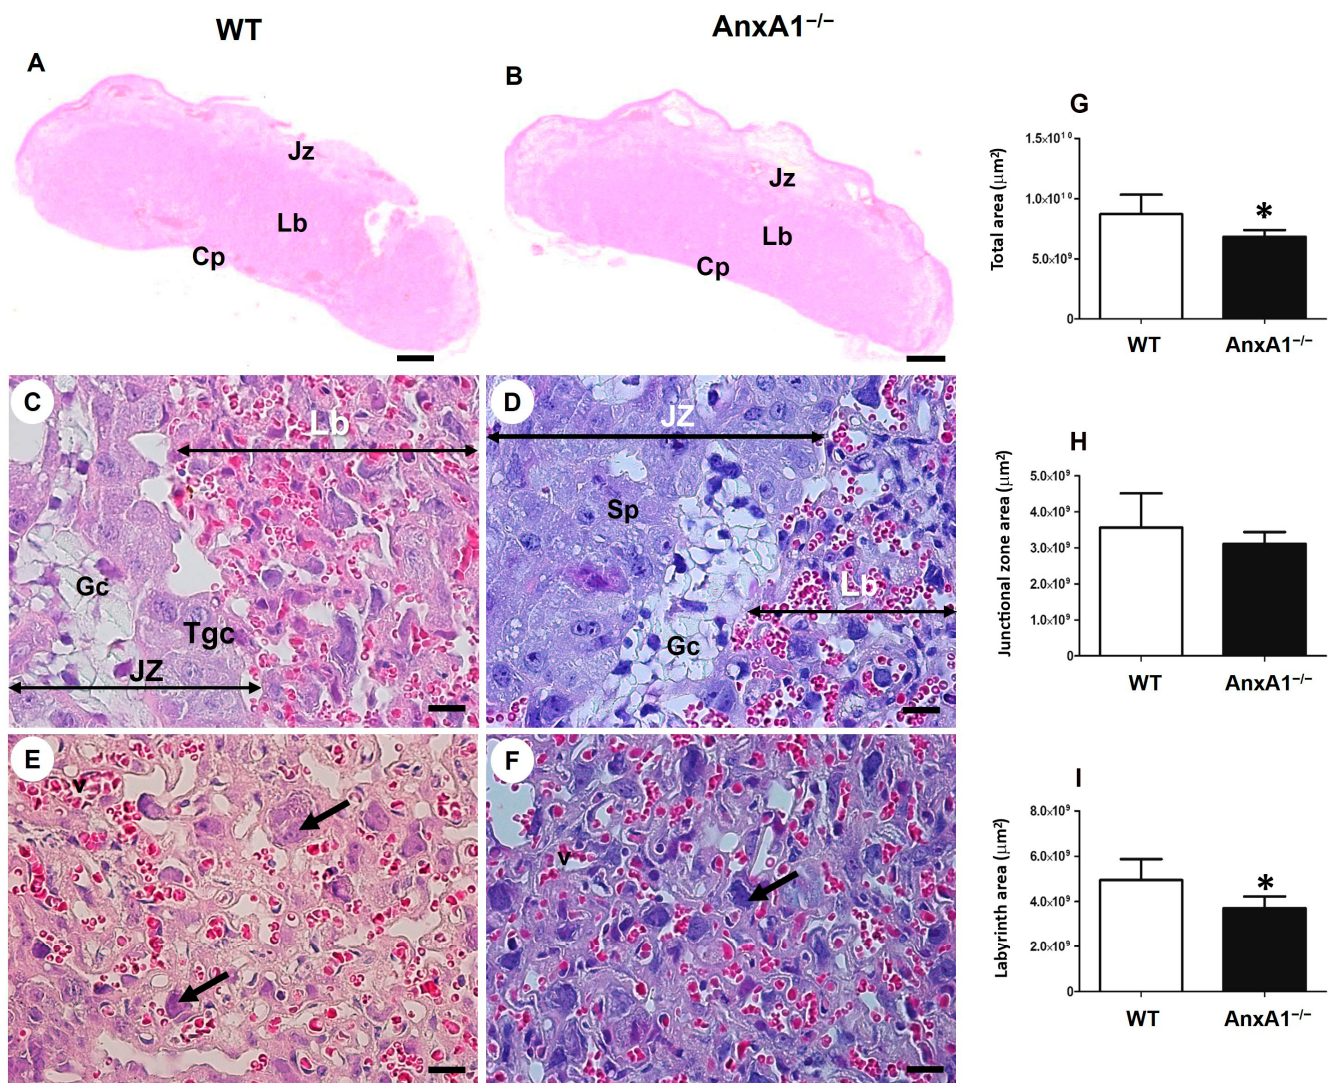 WT
AnxA1⁻/⁻
A
Jz
Lb
Cp
B
Jz
Lb
Cp
C
Lb
Gc
Tgc
JZ
D
JZ
Sp
Lb
Gc
E
v
F
v
G
Total area (μm²)
1.5×10¹⁰
1.0×10¹⁰
5.0×10⁹
0
*
WT
AnxA1⁻/⁻
H
Junctional zone area (μm²)
5.0×10⁹
4.0×10⁹
3.0×10⁹
2.0×10⁹
1.0×10⁹
0
WT
AnxA1⁻/⁻
I
Labyrinth area (μm²)
8.0×10⁹
6.0×10⁹
4.0×10⁹
2.0×10⁹
0
*
WT
AnxA1⁻/⁻